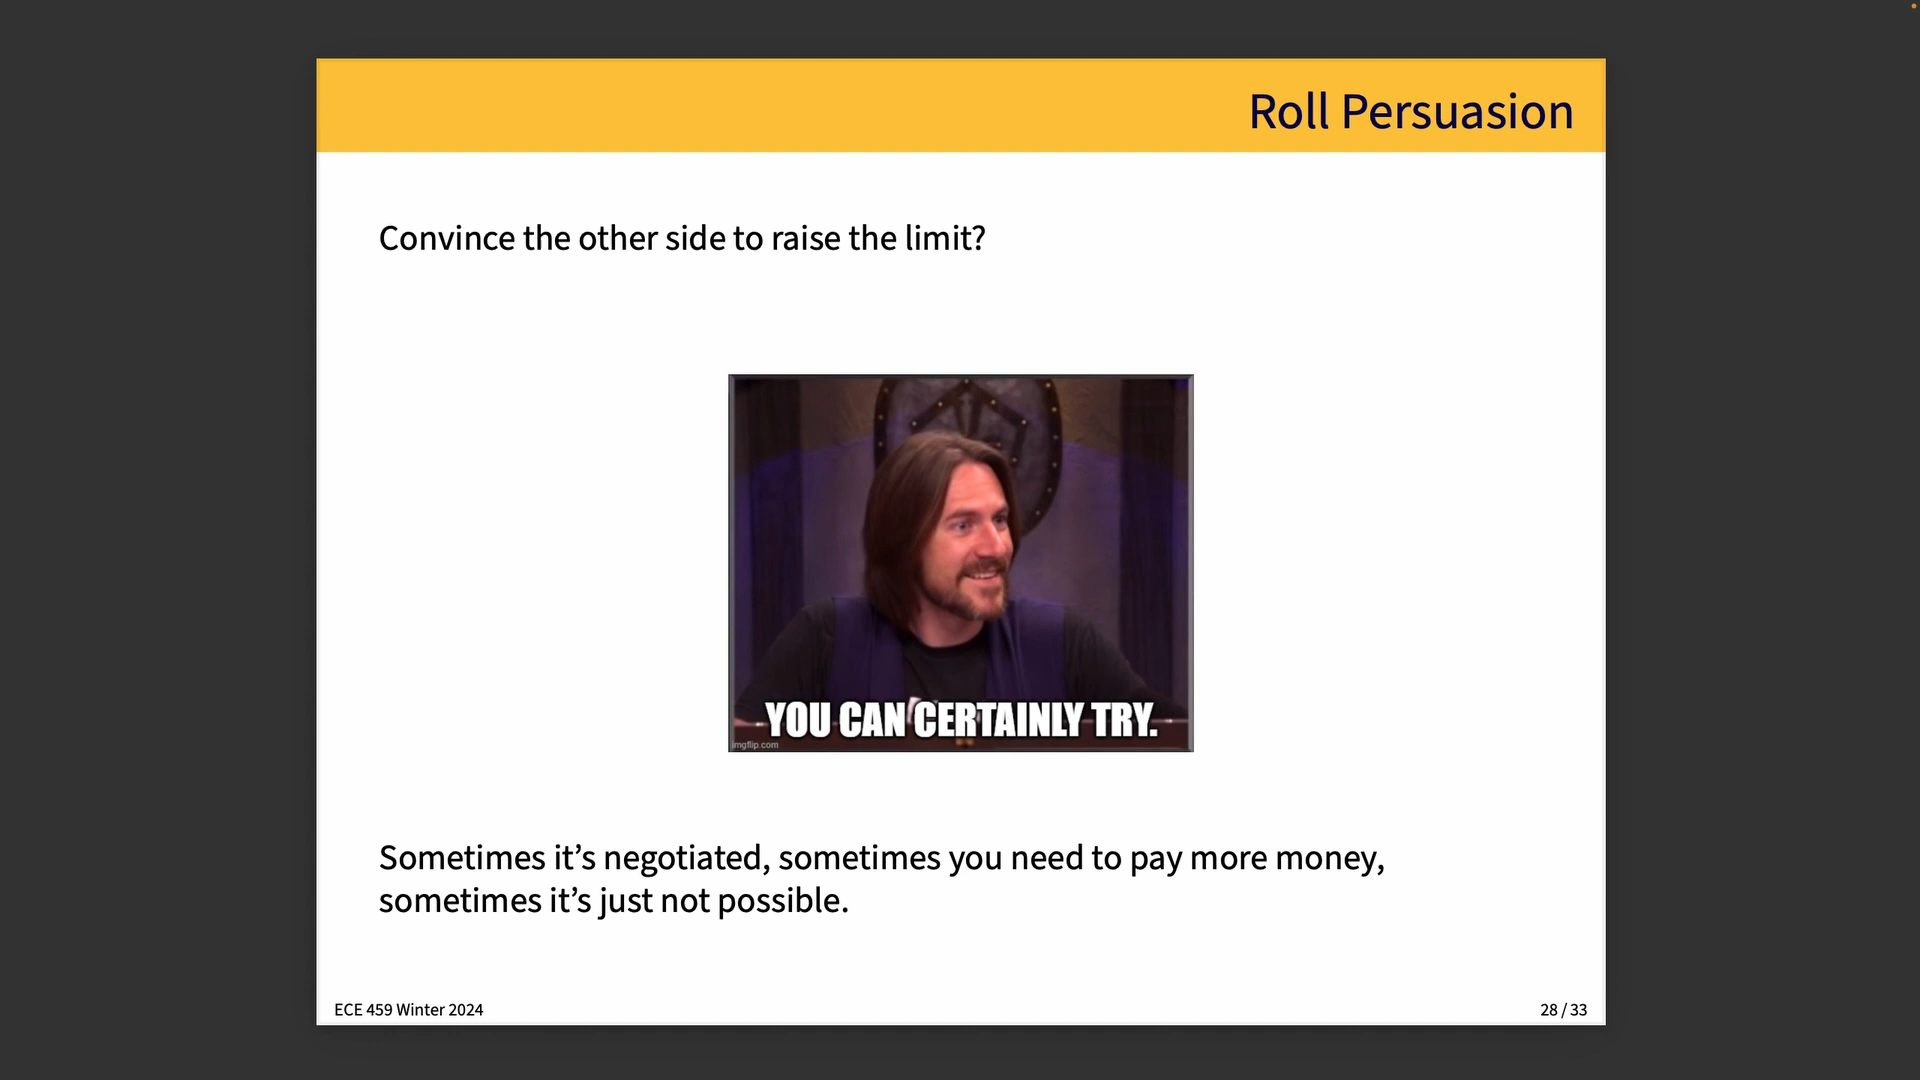 Roll Persuasion
Convince the other side to raise the limit?
YOU CAN CERTAINLY TRY.
imgflip.com
Sometimes it’s negotiated, sometimes you need to pay more money,
sometimes it’s just not possible.
ECE 459 Winter 2024
28 / 33